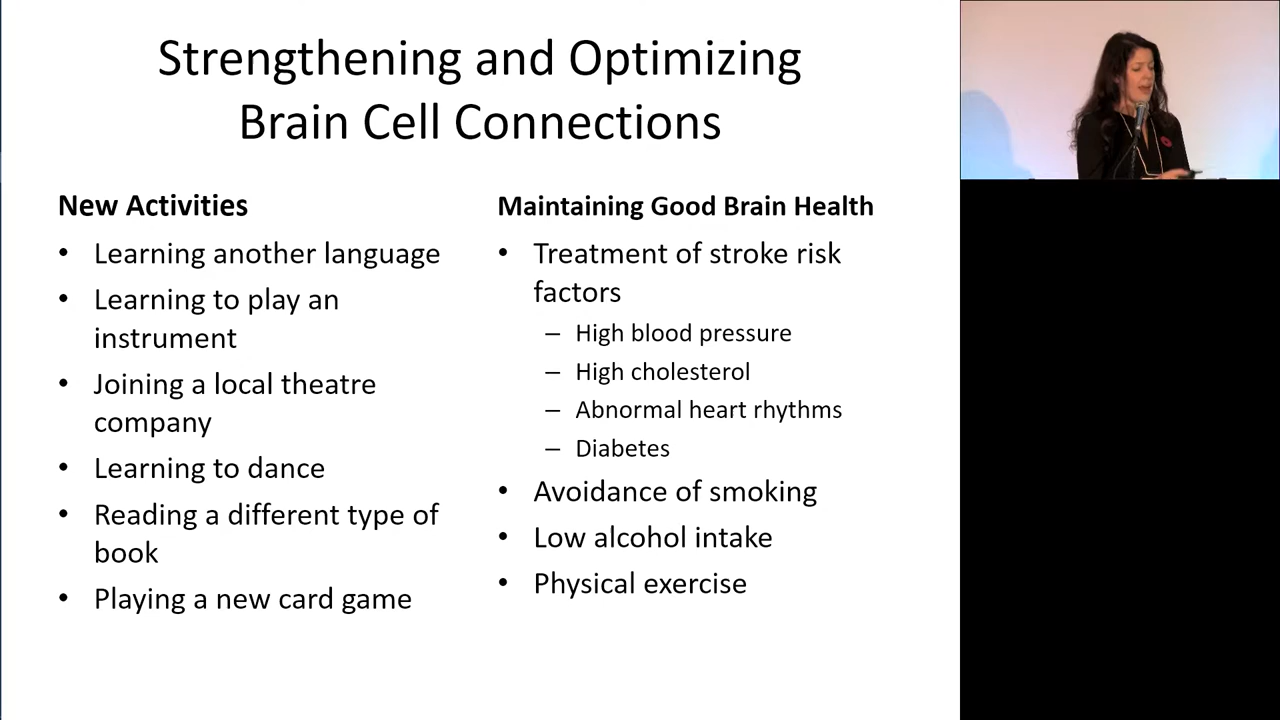 Strengthening and Optimizing
Brain Cell Connections
New Activities
• Learning another language
• Learning to play an
instrument
• Joining a local theatre
company
• Learning to dance
• Reading a different type of
book
• Playing a new card game
Maintaining Good Brain Health
• Treatment of stroke risk
factors
– High blood pressure
– High cholesterol
– Abnormal heart rhythms
– Diabetes
• Avoidance of smoking
• Low alcohol intake
• Physical exercise